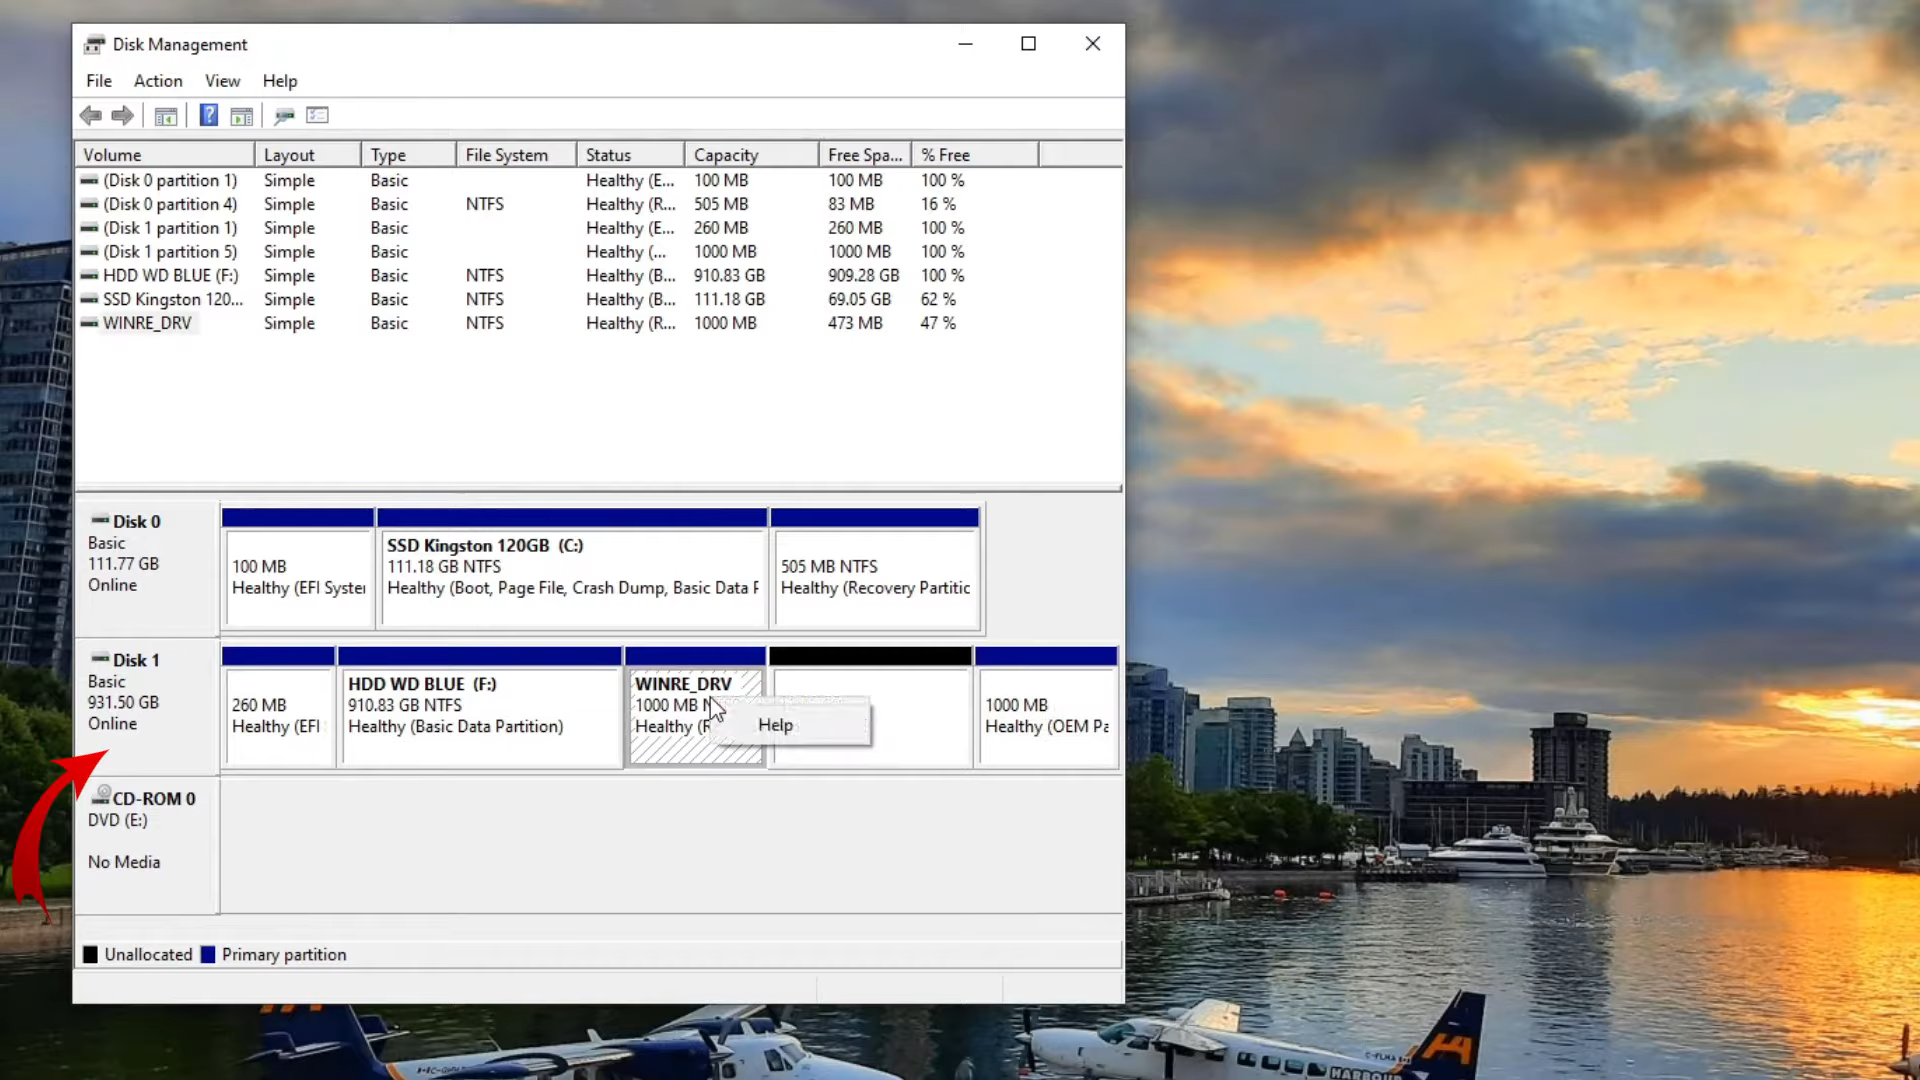 Disk Management
File Action View Help
Volume Layout Type File System Status Capacity Free Spa... % Free
(Disk 0 partition 1) Simple Basic Healthy (E... 100 MB 100 MB 100 %
(Disk 0 partition 4) Simple Basic NTFS Healthy (R... 505 MB 83 MB 16 %
(Disk 1 partition 1) Simple Basic Healthy (E... 260 MB 260 MB 100 %
(Disk 1 partition 5) Simple Basic Healthy (... 1000 MB 1000 MB 100 %
HDD WD BLUE (F:) Simple Basic NTFS Healthy (B... 910.83 GB 909.28 GB 100 %
SSD Kingston 120... Simple Basic NTFS Healthy (B... 111.18 GB 69.05 GB 62 %
WINRE_DRV Simple Basic NTFS Healthy (R... 1000 MB 473 MB 47 %
Disk 0
Basic
111.77 GB
Online
100 MB
Healthy (EFI Syster
SSD Kingston 120GB (C:)
111.18 GB NTFS
Healthy (Boot, Page File, Crash Dump, Basic Data F
505 MB NTFS
Healthy (Recovery Partitic
Disk 1
Basic
931.50 GB
Online
260 MB
Healthy (EFI
HDD WD BLUE (F:)
910.83 GB NTFS
Healthy (Basic Data Partition)
WINRE_DRV
1000 MB
Healthy (R
Help
1000 MB
Healthy (OEM Pa
CD-ROM 0
DVD (E:)
No Media
Unallocated Primary partition
HARBOUR